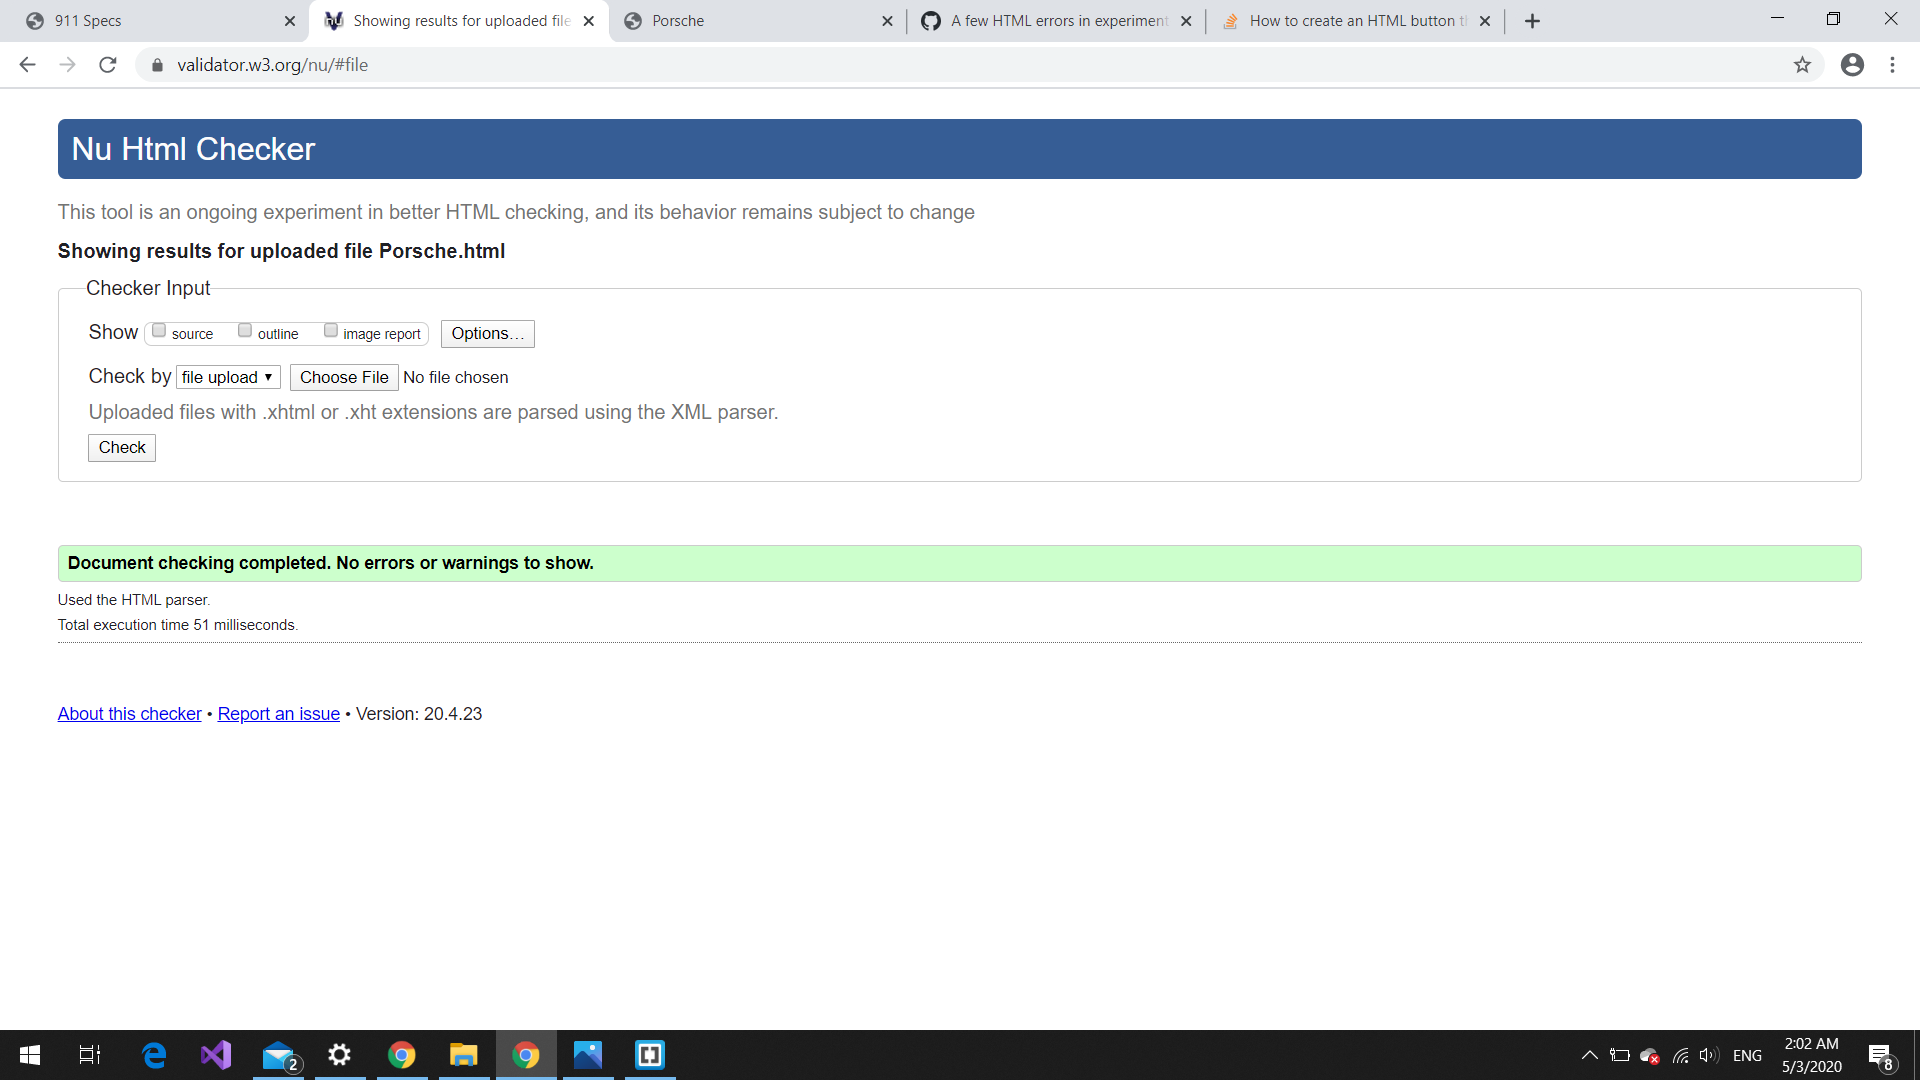 911 Specs
Showing results for uploaded file
Porsche
A few HTML errors in experiment
How to create an HTML button t
validator.w3.org/nu/#file
Nu Html Checker
This tool is an ongoing experiment in better HTML checking, and its behavior remains subject to change
Showing results for uploaded file Porsche.html
Checker Input
Show source outline image report Options...
Check by file upload Choose File No file chosen
Uploaded files with .xhtml or .xht extensions are parsed using the XML parser.
Check
Document checking completed. No errors or warnings to show.
Used the HTML parser.
Total execution time 51 milliseconds.
About this checker • Report an issue • Version: 20.4.23
2
ENG
2:02 AM
5/3/2020
8